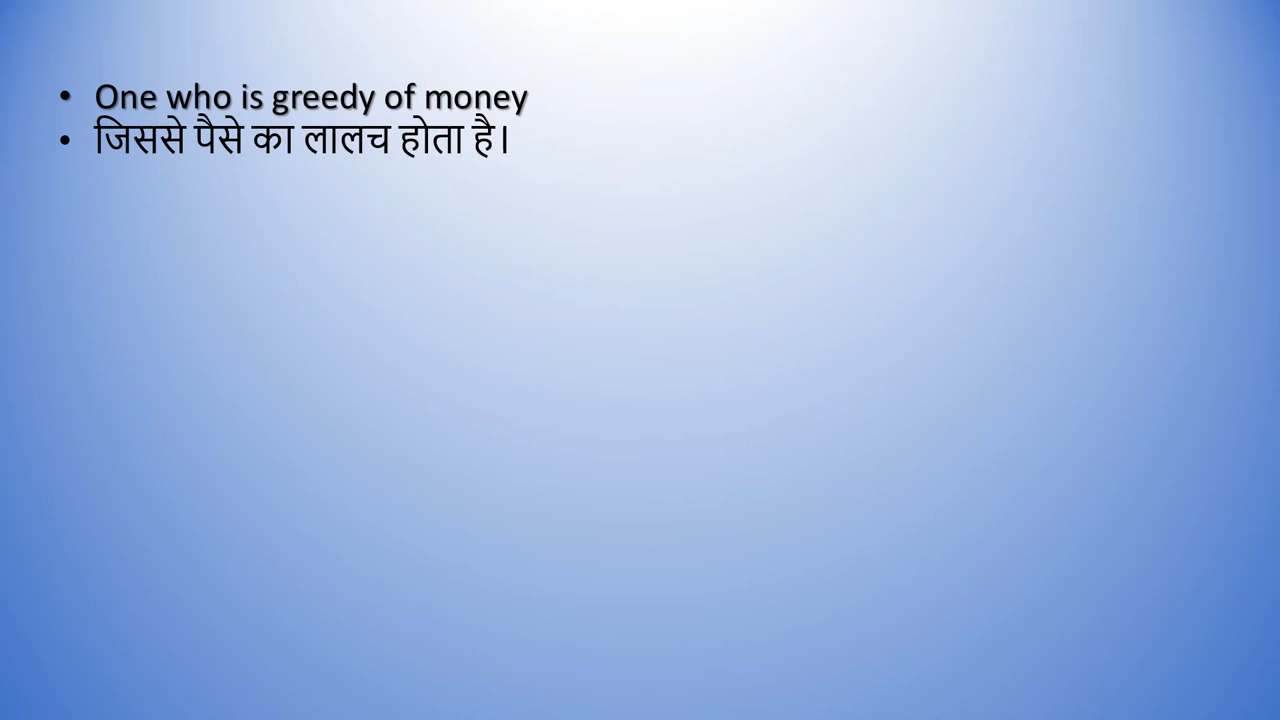 • One who is greedy of money
• जिससे पैसे का लालच होता है।